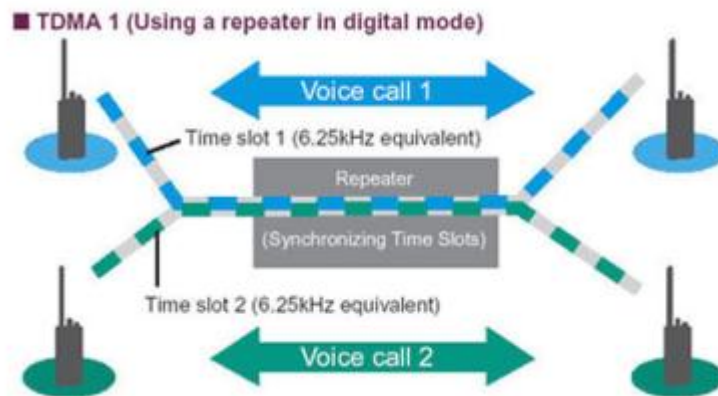 ■ TDMA 1 (Using a repeater in digital mode)
Voice call 1
Time slot 1 (6.25kHz equivalent)
Repeater
(Synchronizing Time Slots)
Time slot 2 (6.25kHz equivalent)
Voice call 2